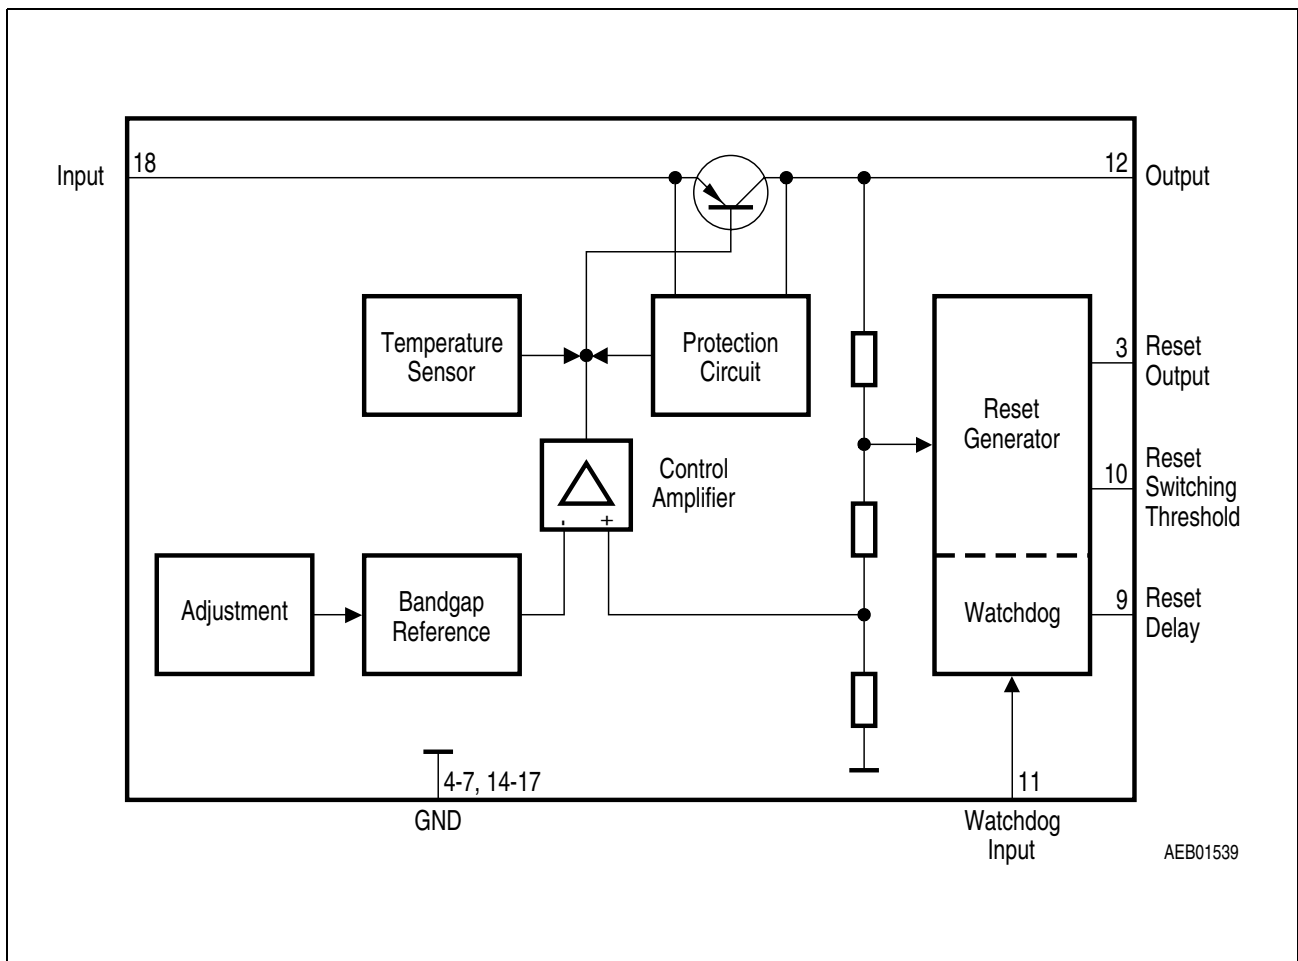 18
Input
12
Output
Temperature
Sensor
Protection
Circuit
3
Reset
Output
Reset
Generator
Control
Amplifier
10
Reset
Switching
Threshold
- +
Adjustment
Bandgap
Reference
Watchdog
9
Reset
Delay
4-7, 14-17
GND
11
Watchdog
Input
AEB01539